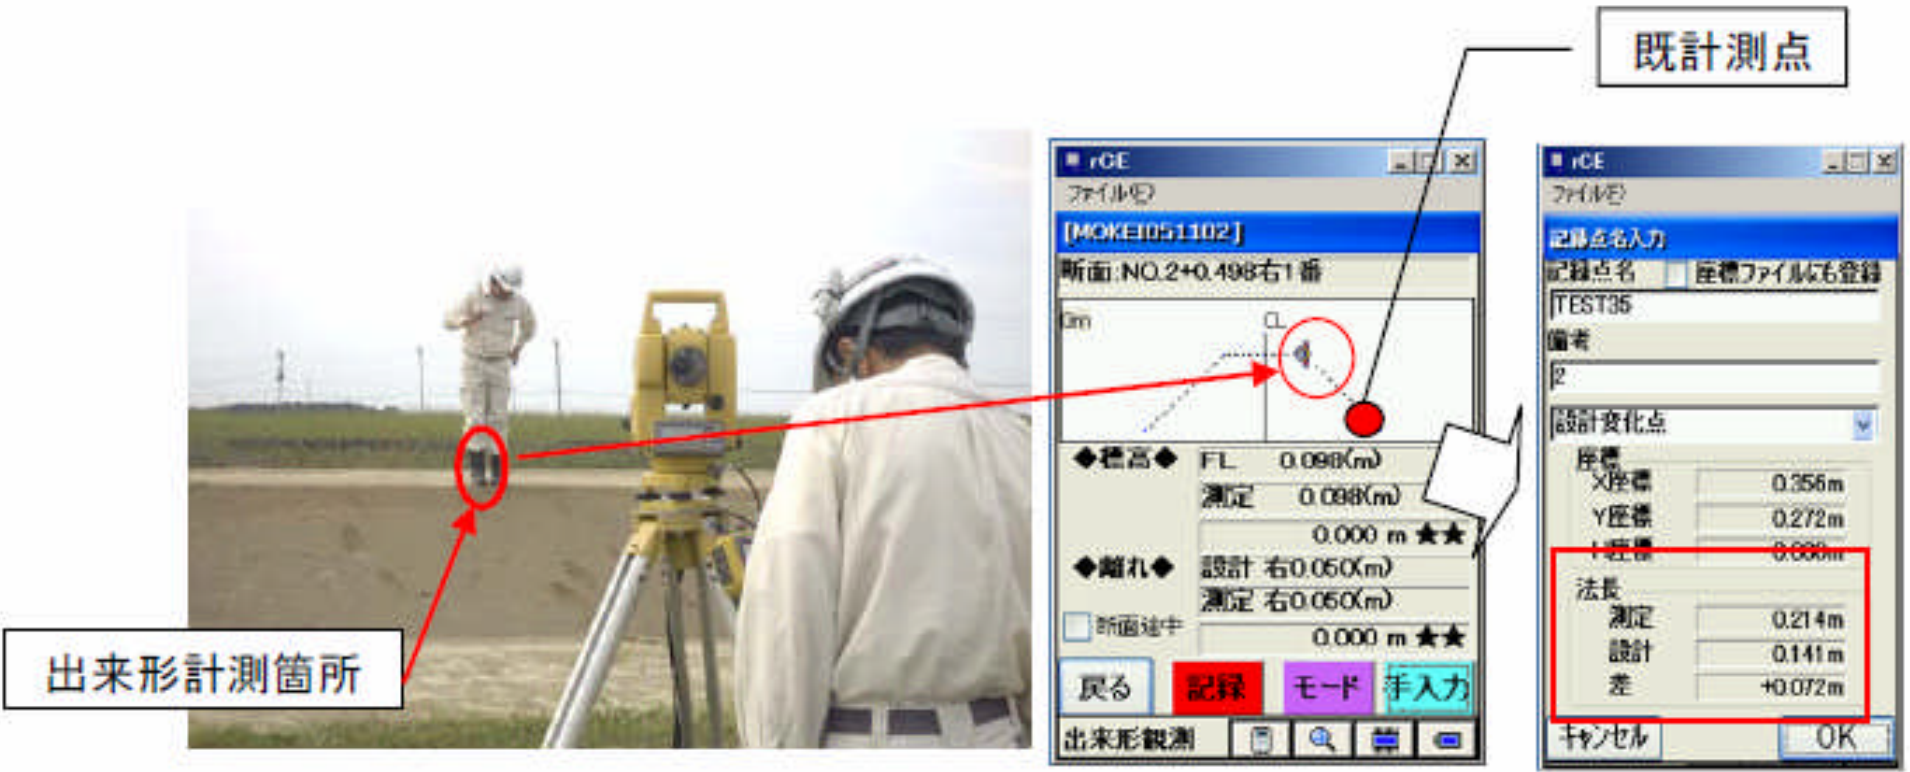 既計測点
出来形計測箇所
rCE
ファイル(F)
[MOKEI051102]
断面:NO.2+0.498右1番
0m
CL
◆標高◆ FL 0.098(m)
測定 0.098(m)
0.000 m ★★
◆離れ◆ 設計 右0.050(m)
測定 右0.050(m)
断面途中
0.000 m ★★
戻る 記録 モード 手入力
出来形観測
rCE
ファイル(F)
記録点名入力
記録点名 座標ファイルにも登録
TEST35
備考
2
設計変化点
座標
X座標 0.356m
Y座標 0.272m
H座標 0.000m
法長
測定 0.214m
設計 0.141m
差 +0.072m
キャンセル OK